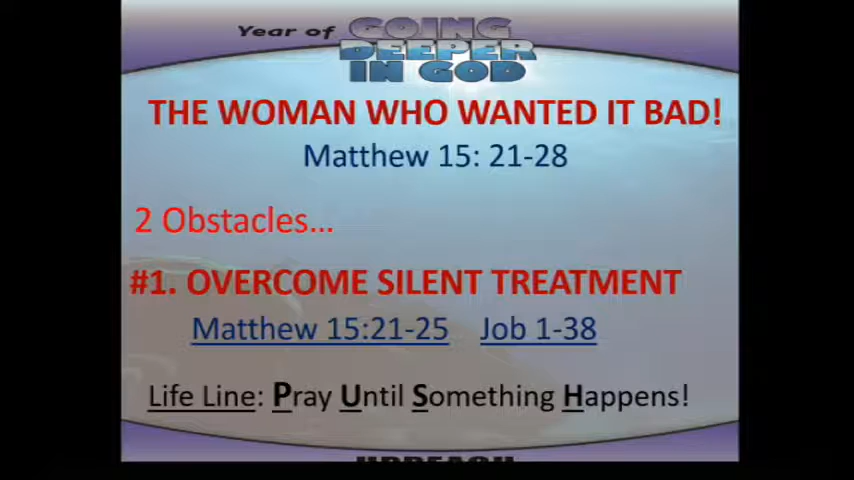 Year of GOING
DEEPER
IN GOD
THE WOMAN WHO WANTED IT BAD!
Matthew 15: 21-28
2 Obstacles...
#1. OVERCOME SILENT TREATMENT
Matthew 15:21-25 Job 1-38
Life Line: Pray Until Something Happens!